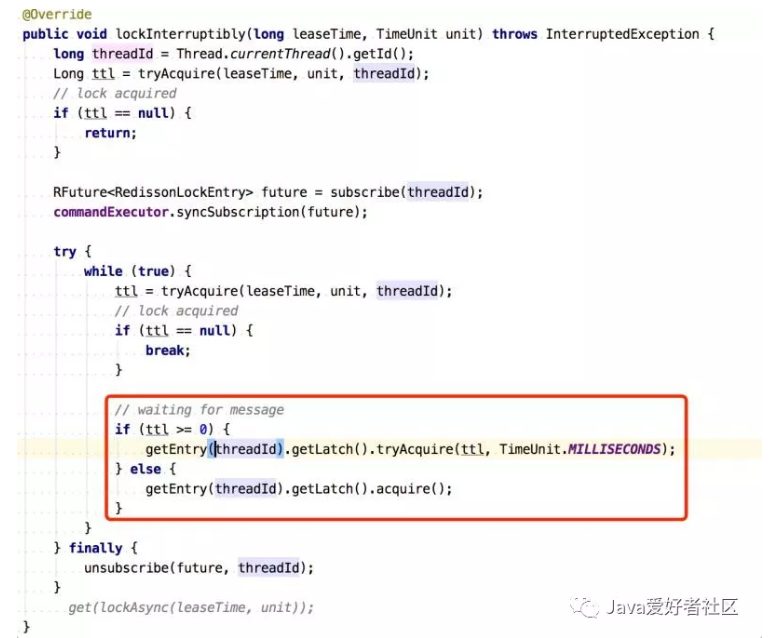 @Override
public void lockInterruptibly(long leaseTime, TimeUnit unit) throws InterruptedException {
long threadId = Thread.currentThread().getId();
Long ttl = tryAcquire(leaseTime, unit, threadId);
// lock acquired
if (ttl == null) {
return;
}
RFuture<RedissonLockEntry> future = subscribe(threadId);
commandExecutor.syncSubscription(future);
try {
while (true) {
ttl = tryAcquire(leaseTime, unit, threadId);
// lock acquired
if (ttl == null) {
break;
}
// waiting for message
if (ttl >= 0) {
getEntry(threadId).getLatch().tryAcquire(ttl, TimeUnit.MILLISECONDS);
} else {
getEntry(threadId).getLatch().acquire();
}
}
} finally {
unsubscribe(future, threadId);
}
get(lockAsync(leaseTime, unit));
}
Java爱好者社区